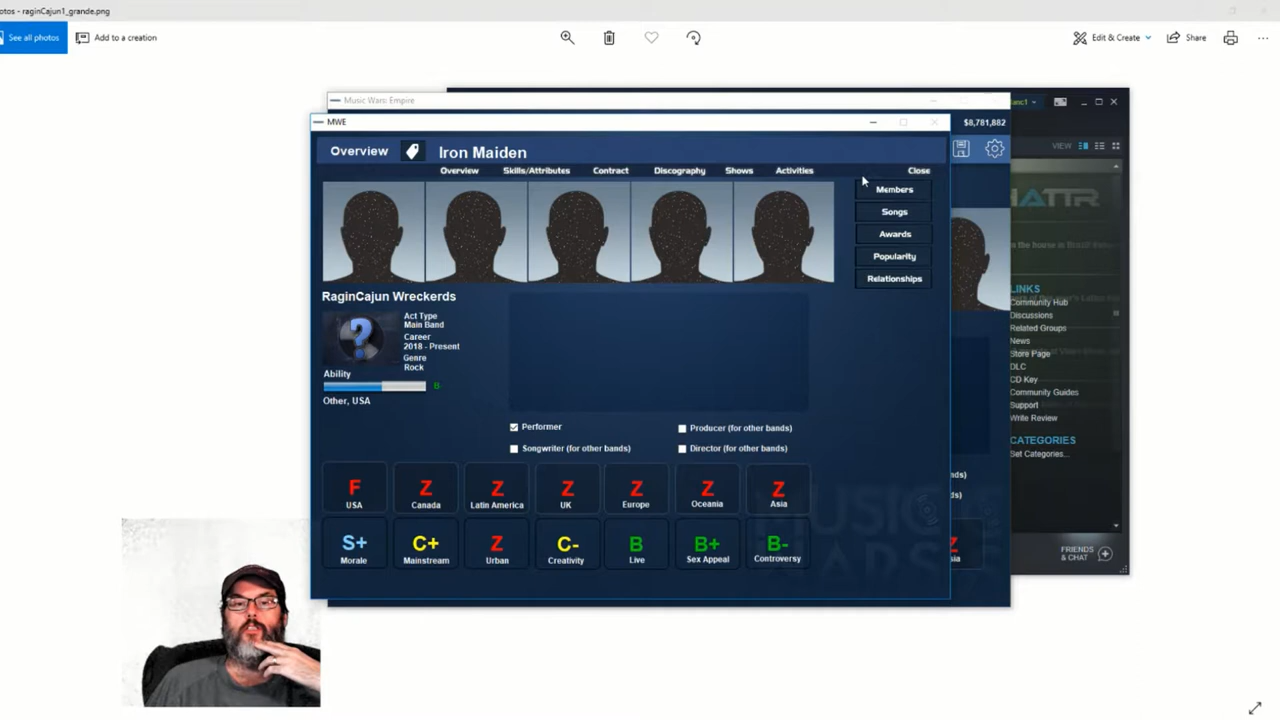 otos - raginCajun1_grande.png
See all photos
Add to a creation
Edit & Create
Share
Music Wars: Empire
MWE
$8,781,882
Overview
Iron Maiden
VIEW
Overview
Skills/Attributes
Contract
Discography
Shows
Activities
Close
Members
Songs
Awards
Popularity
Relationships
RaginCajun Wreckerds
Act Type
Main Band
Career
2018 - Present
Genre
Rock
Ability
B-
Other, USA
Performer
Producer (for other bands)
Songwriter (for other bands)
Director (for other bands)
F
USA
Z
Canada
Z
Latin America
Z
UK
Z
Europe
Z
Oceania
Z
Asia
S+
Morale
C+
Mainstream
Z
Urban
C-
Creativity
B
Live
B+
Sex Appeal
B-
Controversy
MUSIC
WARS
LINKS
Community Hub
Discussions
Related Groups
News
Store Page
DLC
CD Key
Community Guides
Support
Write Review
CATEGORIES
Set Categories...
FRIENDS
& CHAT